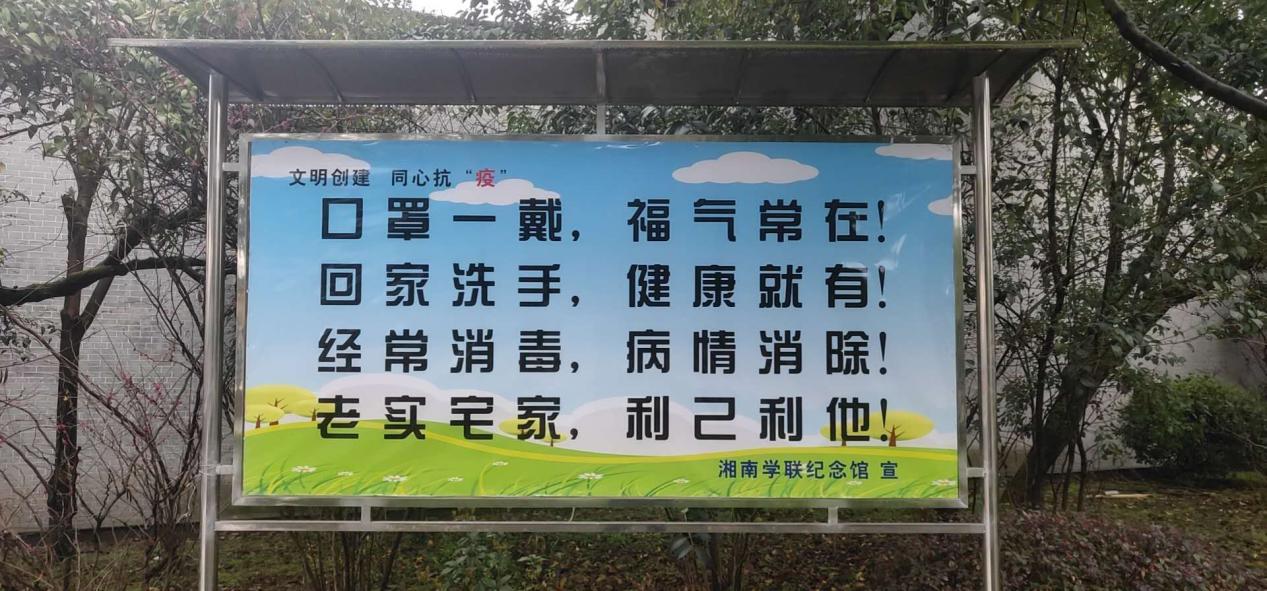 文明创建 同心抗“疫”
口罩一戴，福气常在！
回家洗手，健康就有！
经常消毒，病情消除！
老实宅家，利己利他！
湘南学联纪念馆 宣